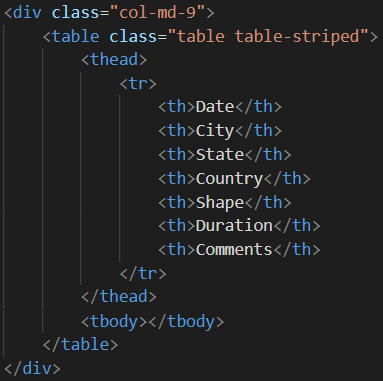 <div class="col-md-9">
    <table class="table table-striped">
        <thead>
            <tr>
                <th>Date</th>
                <th>City</th>
                <th>State</th>
                <th>Country</th>
                <th>Shape</th>
                <th>Duration</th>
                <th>Comments</th>
            </tr>
        </thead>
        <tbody></tbody>
    </table>
</div>